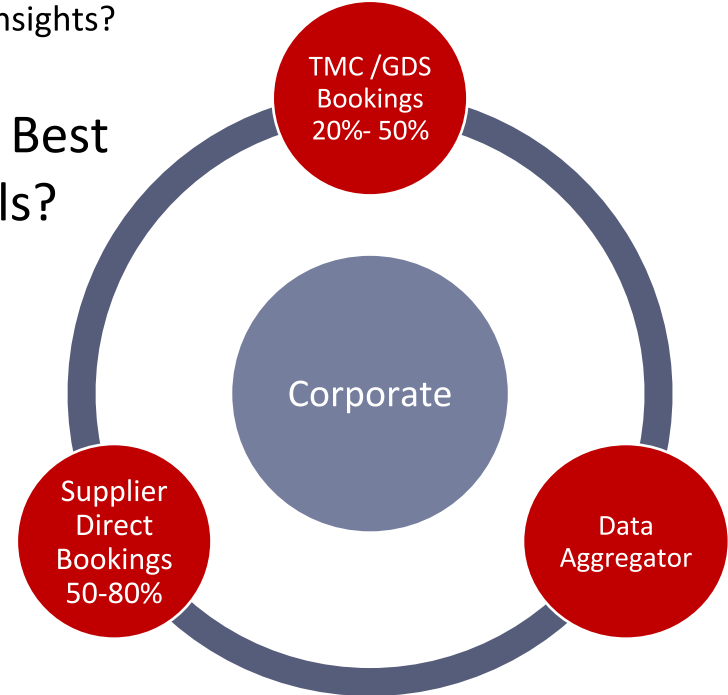 nsights?
Best
ls?
TMC /GDS
Bookings
20%- 50%
Corporate
Supplier
Direct
Bookings
50-80%
Data
Aggregator